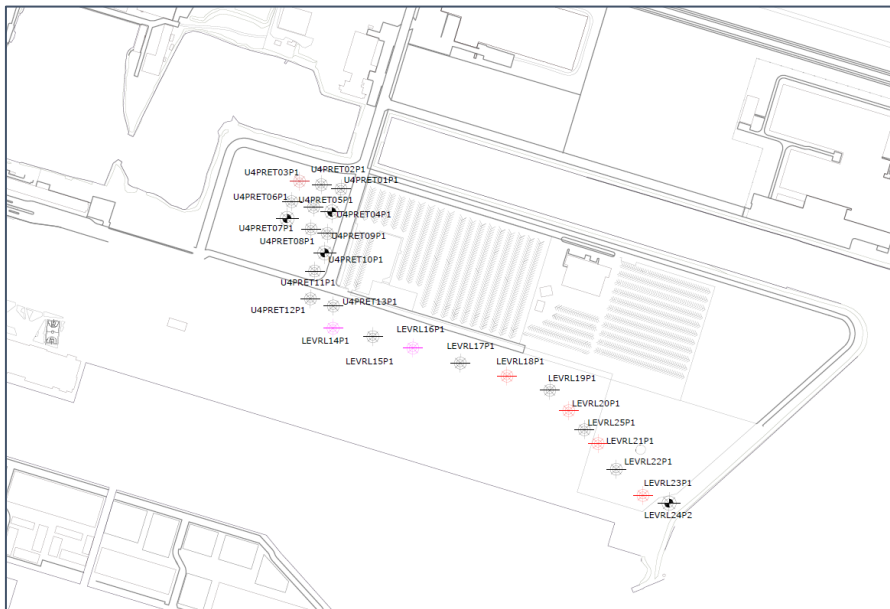 U4PRET02P1
U4PRET03P1
U4PRET01P1
U4PRET06P1
U4PRET05P1
U4PRET04P1
U4PRET07P1
U4PRET09P1
U4PRET08P1
U4PRET10P1
U4PRET11P1
U4PRET13P1
U4PRET12P1
LEVRL16P1
LEVRL14P1
LEVRL17P1
LEVRL15P1
LEVRL18P1
LEVRL19P1
LEVRL20P1
LEVRL25P1
LEVRL21P1
LEVRL22P1
LEVRL23P1
LEVRL24P2